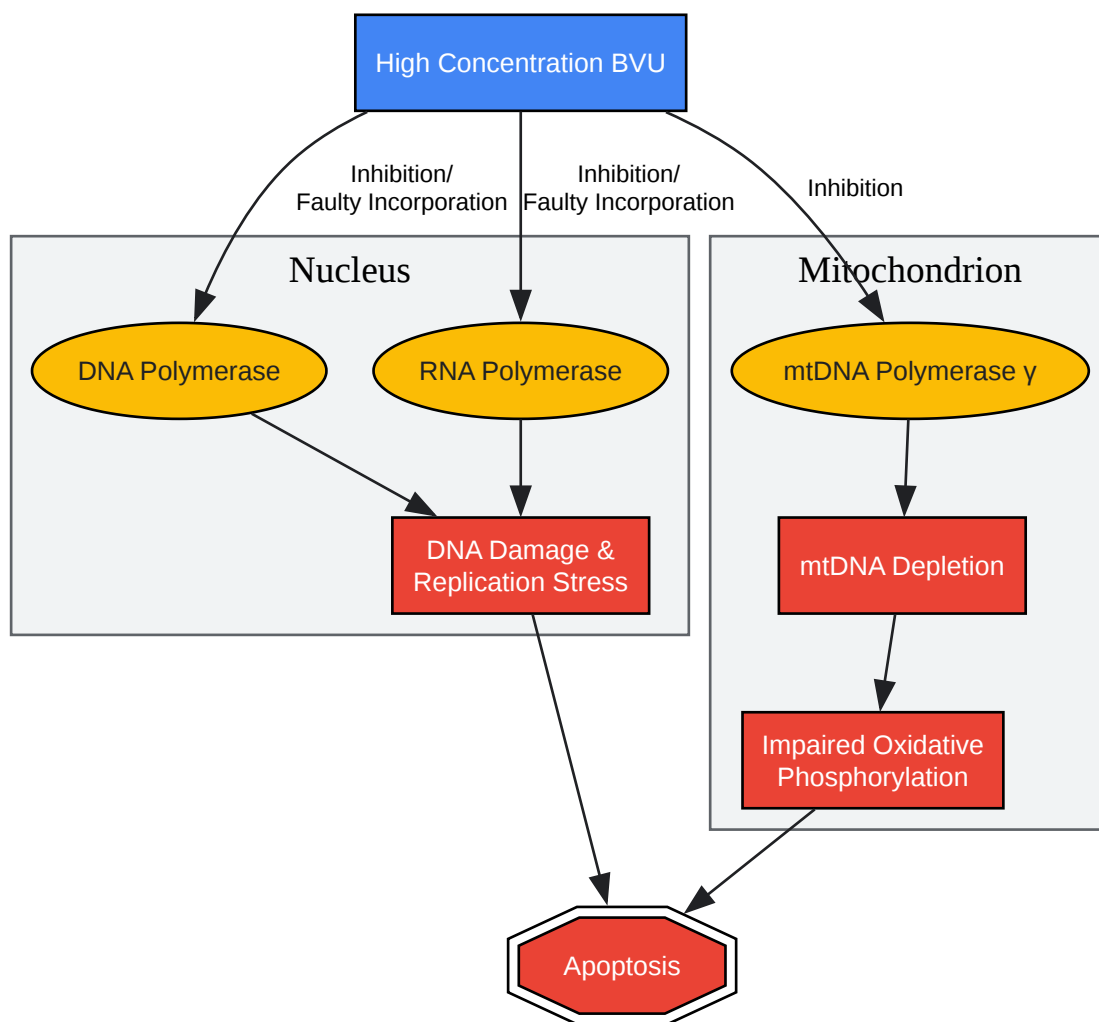 High Concentration BVU
Inhibition/
Faulty Incorporation
Inhibition/
Faulty Incorporation
Inhibition
Nucleus
Mitochondrion
DNA Polymerase
RNA Polymerase
mtDNA Polymerase γ
DNA Damage &
Replication Stress
mtDNA Depletion
Impaired Oxidative
Phosphorylation
Apoptosis